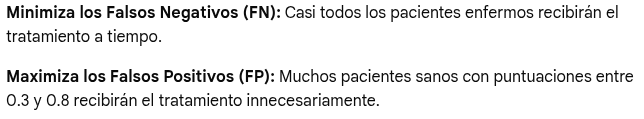 Minimiza los Falsos Negativos (FN): Casi todos los pacientes enfermos recibirán el
tratamiento a tiempo.
Maximiza los Falsos Positivos (FP): Muchos pacientes sanos con puntuaciones entre
0.3 y 0.8 recibirán el tratamiento innecesariamente.